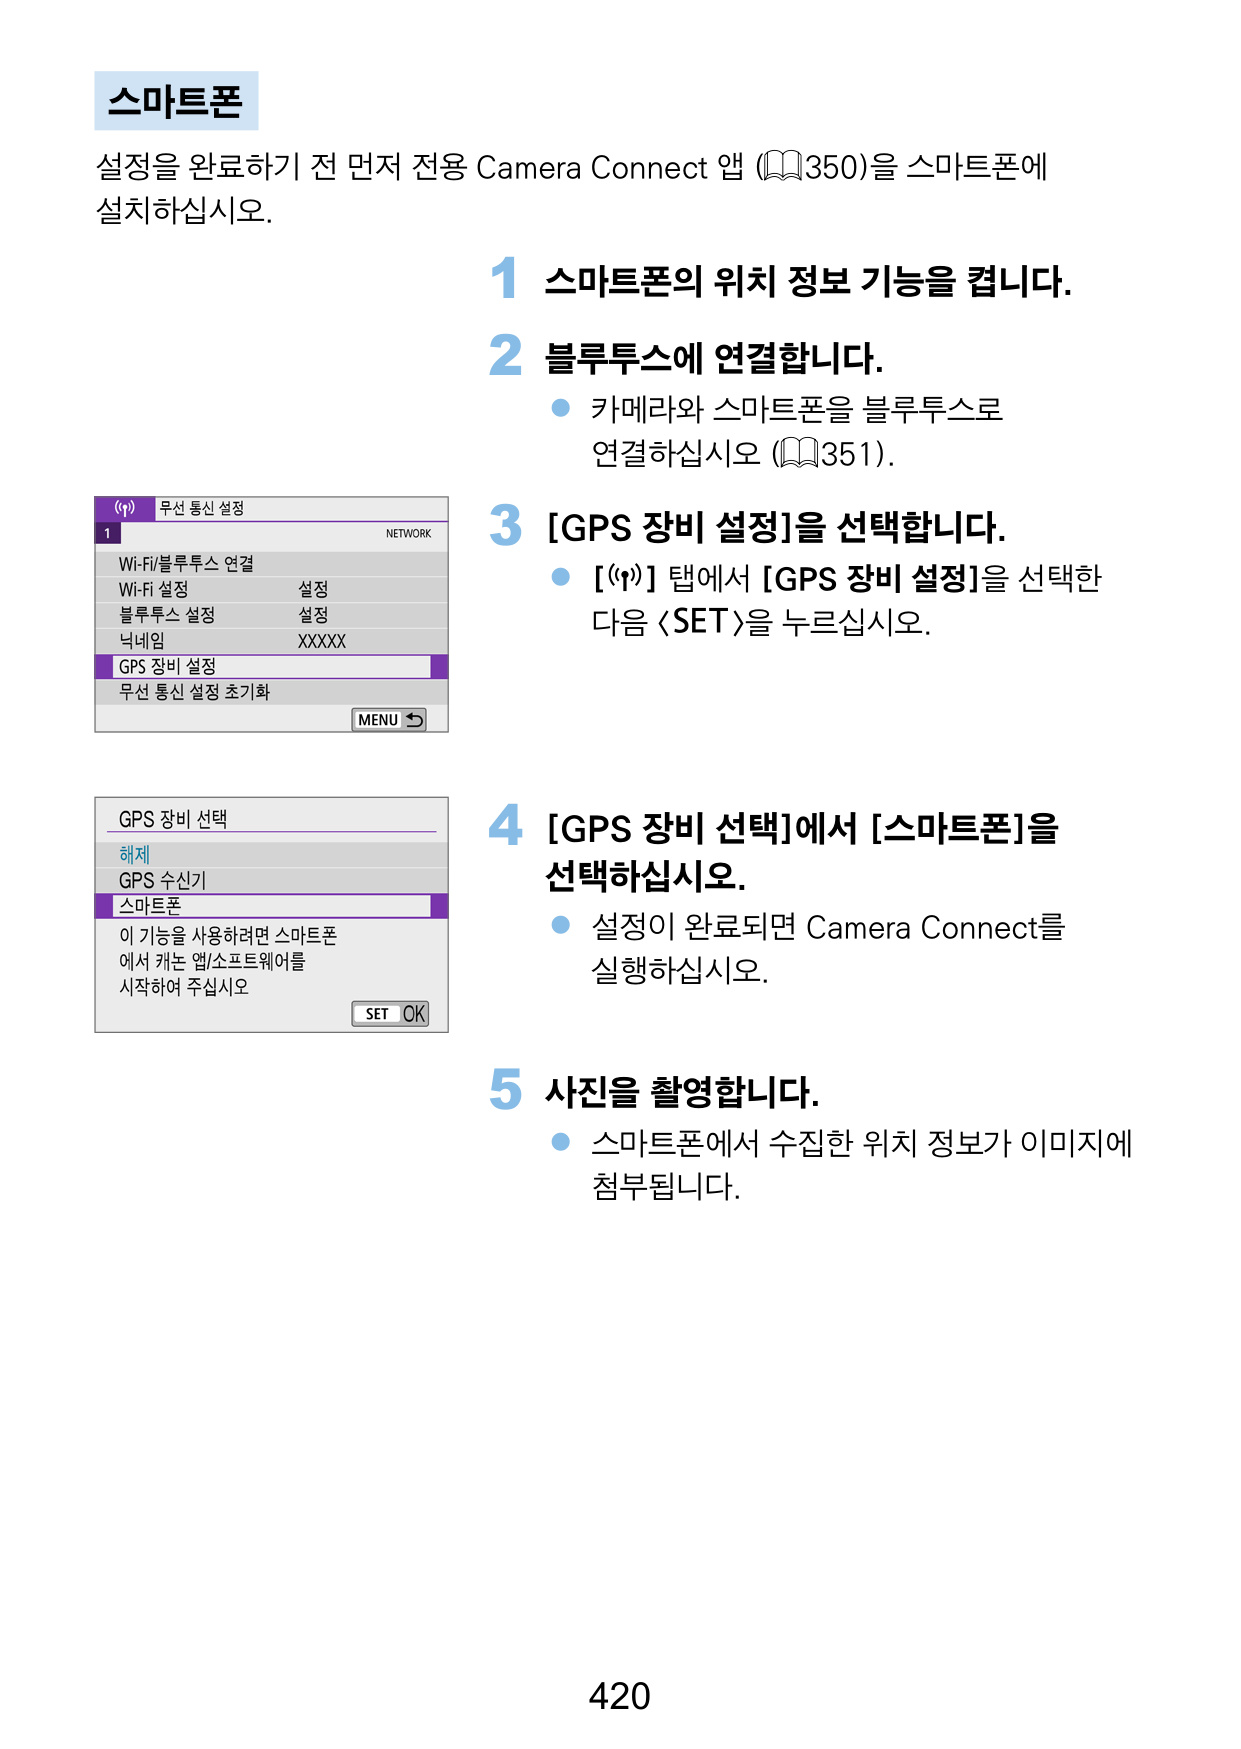 스마트폰
설정을 완료하기 전 먼저 전용 Camera Connect 앱 (350)을 스마트폰에
설치하십시오.
1 스마트폰의 위치 정보 기능을 켭니다.
2 블루투스에 연결합니다.
● 카메라와 스마트폰을 블루투스로
연결하십시오 (351).
무선 통신 설정
1 NETWORK
Wi-Fi/블루투스 연결
Wi-Fi 설정 설정
블루투스 설정 설정
닉네임 XXXXX
GPS 장비 설정
무선 통신 설정 초기화
MENU
3 [GPS 장비 설정]을 선택합니다.
● [] 탭에서 [GPS 장비 설정]을 선택한
다음 <SET>을 누르십시오.
GPS 장비 선택
해제
GPS 수신기
스마트폰
이 기능을 사용하려면 스마트폰
에서 캐논 앱/소프트웨어를
시작하여 주십시오
SET OK
4 [GPS 장비 선택]에서 [스마트폰]을
선택하십시오.
● 설정이 완료되면 Camera Connect를
실행하십시오.
5 사진을 촬영합니다.
● 스마트폰에서 수집한 위치 정보가 이미지에
첨부됩니다.
420